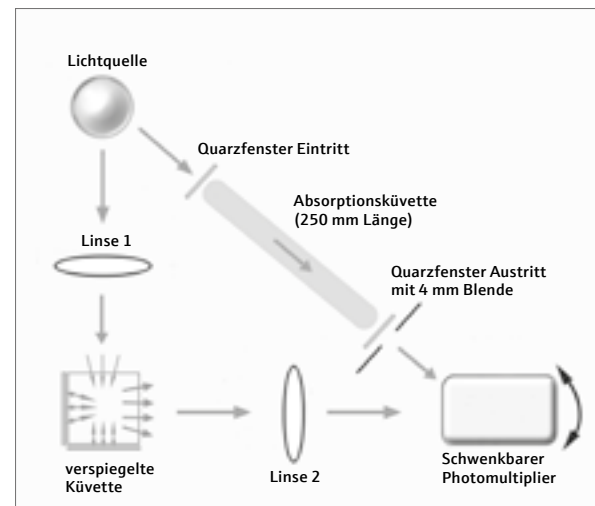 Lichtquelle
Quarzfenster Eintritt
Absorptionsküvette
(250 mm Länge)
Linse 1
Quarzfenster Austritt
mit 4 mm Blende
verspiegelte
Küvette
Linse 2
Schwenkbarer
Photomultiplier